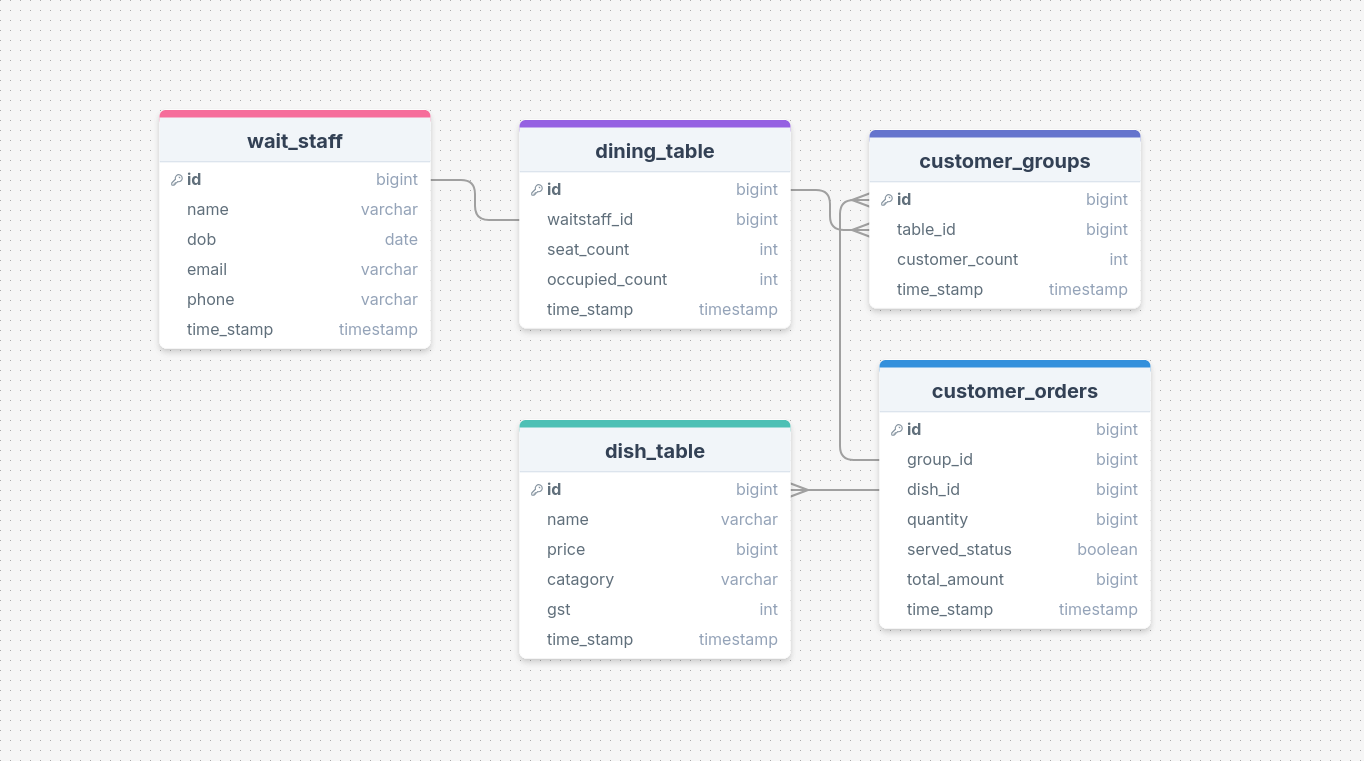 wait_staff
id bigint
name varchar
dob date
email varchar
phone varchar
time_stamp timestamp
dining_table
id bigint
waitstaff_id bigint
seat_count int
occupied_count int
time_stamp timestamp
customer_groups
id bigint
table_id bigint
customer_count int
time_stamp timestamp
dish_table
id bigint
name varchar
price bigint
catagory varchar
gst int
time_stamp timestamp
customer_orders
id bigint
group_id bigint
dish_id bigint
quantity bigint
served_status boolean
total_amount bigint
time_stamp timestamp